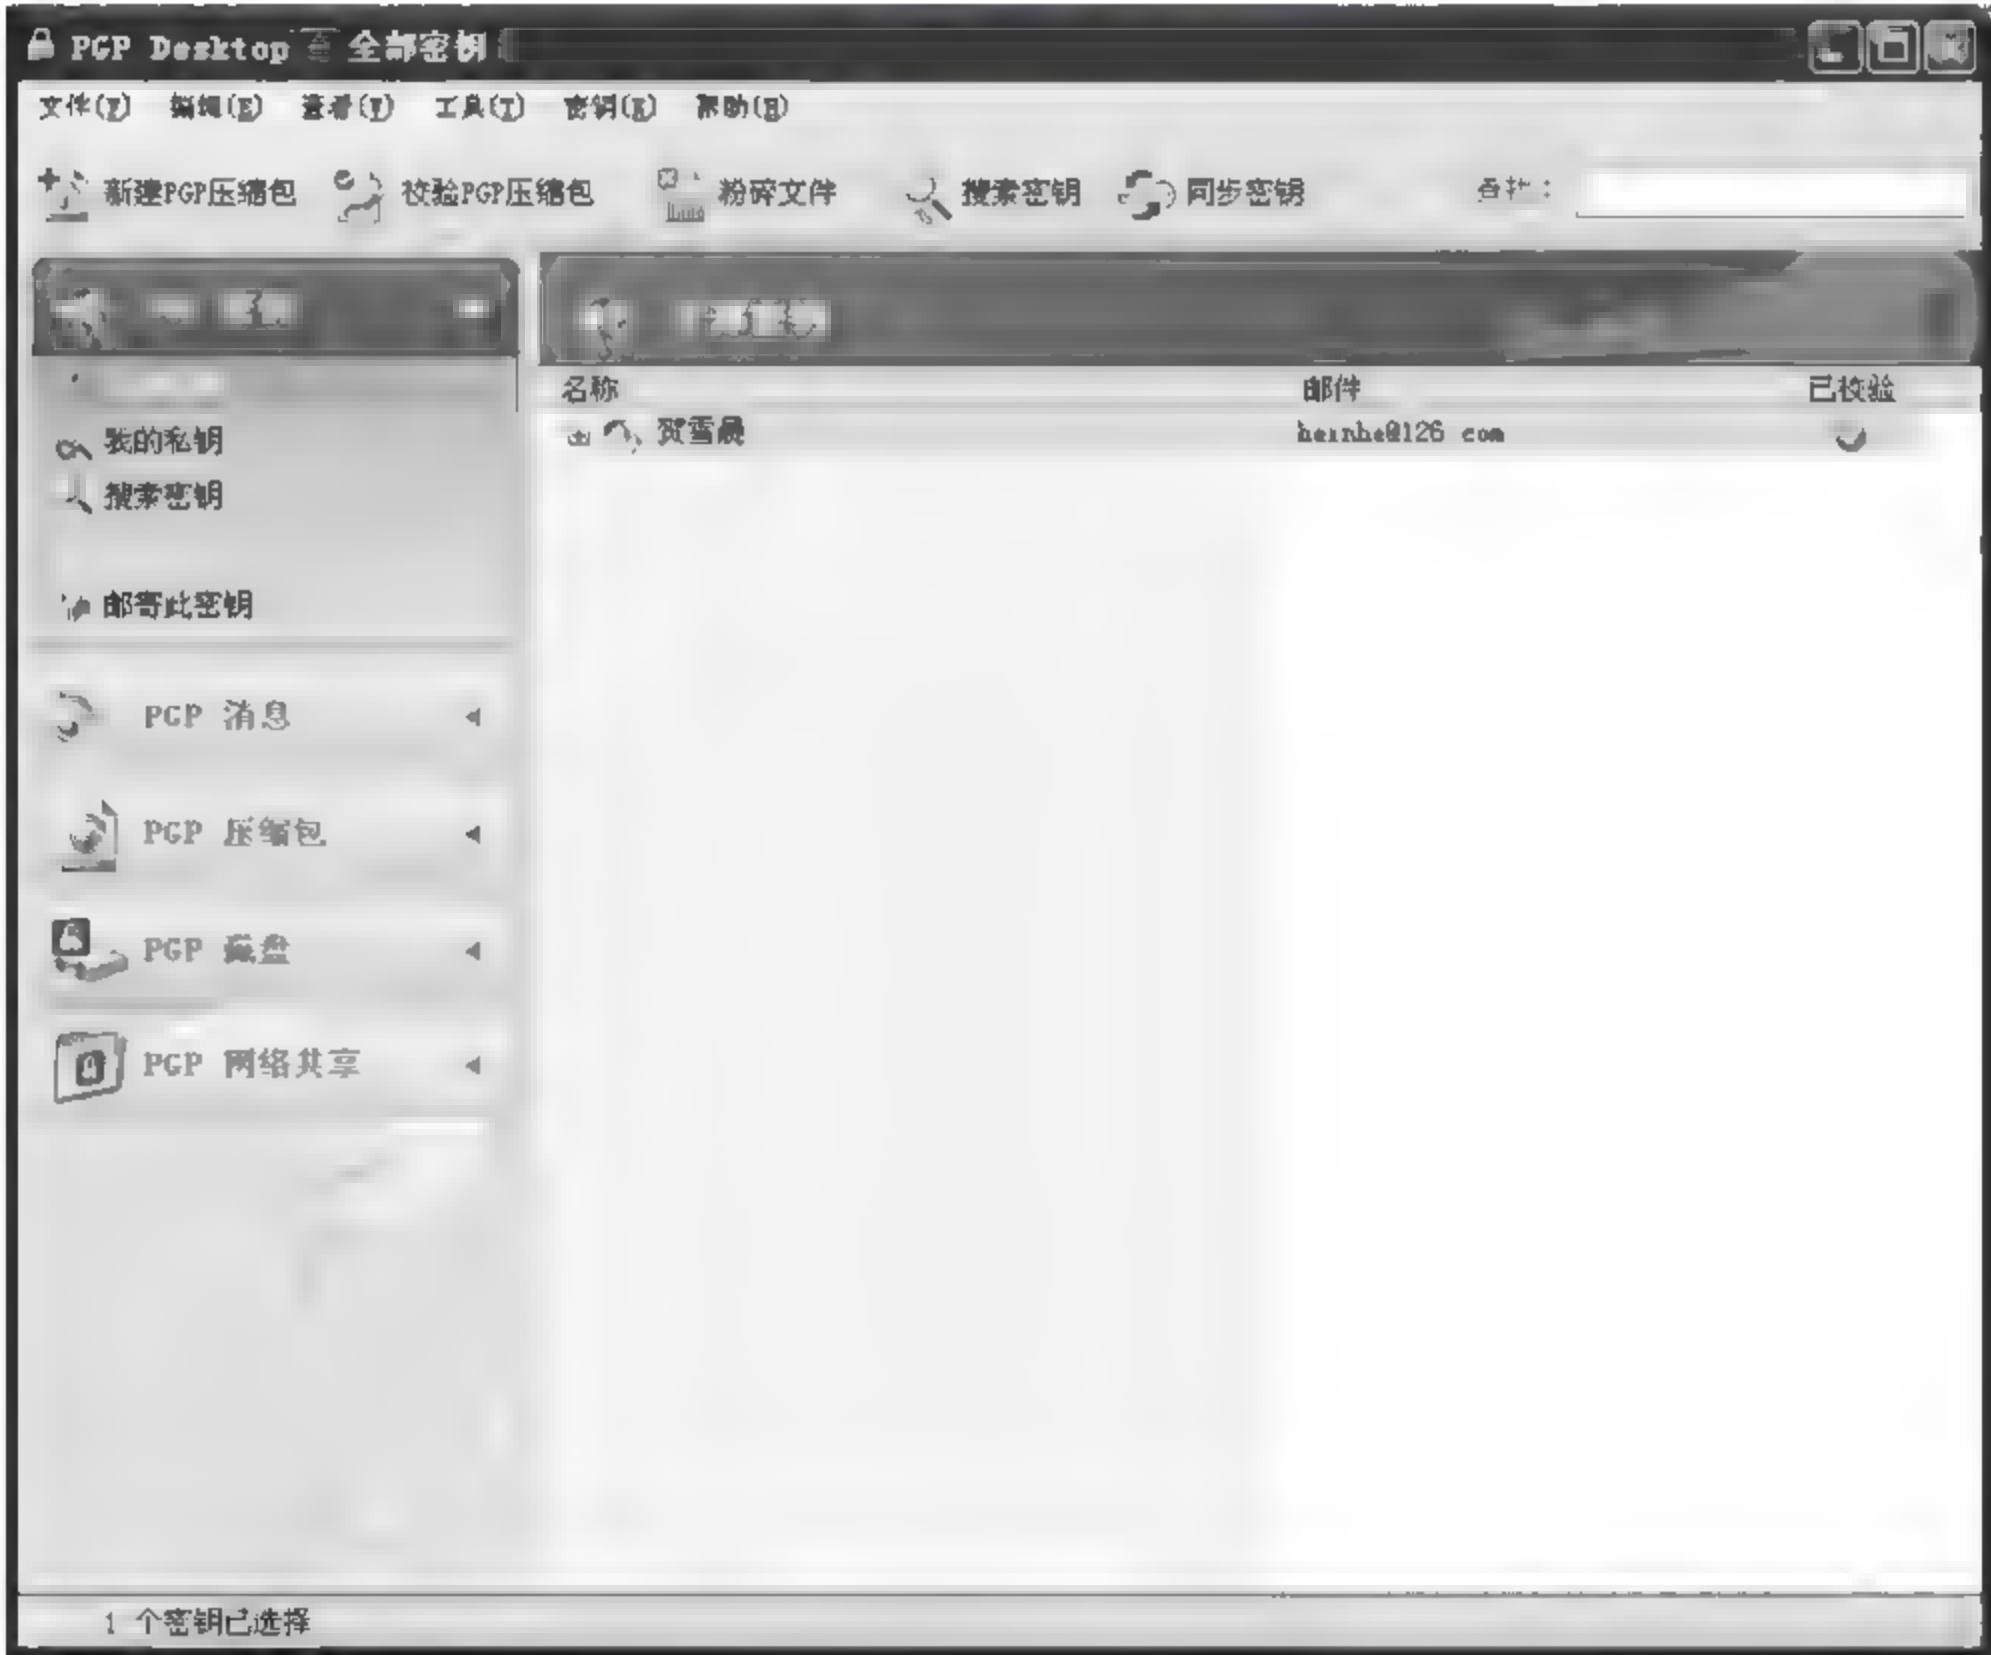 PGP Desktop 全部密钥
文件(F) 编辑(E) 查看(V) 工具(T) 密钥(K) 帮助(H)
新建PGP压缩包 校验PGP压缩包 粉碎文件 搜索密钥 同步密钥 查找:
名称 邮件 已校验
贺雪晨
我的私钥
搜索密钥
邮寄此密钥
PGP 消息
PGP 压缩包
PGP 磁盘
PGP 网络共享
1 个密钥已选择